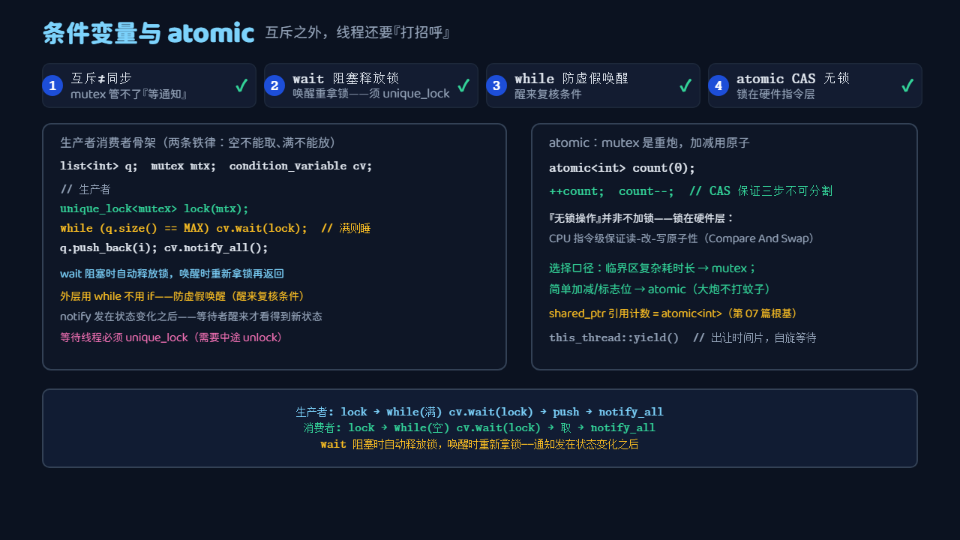 条件变量与 atomic 互斥之外，线程还要『打招呼』
1 互斥≠同步 ✓
mutex 管不了『等通知』
2 wait 阻塞释放锁 ✓
唤醒重拿锁——须 unique_lock
3 while 防虚假唤醒 ✓
醒来复核条件
4 atomic CAS 无锁 ✓
锁在硬件指令层
生产者消费者骨架（两条铁律：空不能取、满不能放）
list<int> q;  mutex mtx;  condition_variable cv;
// 生产者
unique_lock<mutex> lock(mtx);
while (q.size() == MAX) cv.wait(lock);  // 满则睡
q.push_back(i); cv.notify_all();
wait 阻塞时自动释放锁，唤醒时重新拿锁再返回
外层用 while 不用 if——防虚假唤醒（醒来复核条件）
notify 发在状态变化之后——等待者醒来才看得到新状态
等待线程必须 unique_lock（需要中途 unlock）
atomic：mutex 是重炮，加减用原子
atomic<int> count(0);
++count;  count--;  // CAS 保证三步不可分割
『无锁操作』并非不加锁——锁在硬件层：
CPU 指令级保证读-改-写原子性（Compare And Swap）
选择口径：临界区复杂耗时长 → mutex；
简单加减/标志位 → atomic（大炮不打蚊子）
shared_ptr 引用计数 = atomic<int>（第 07 篇根基）
this_thread::yield()  // 出让时间片，自旋等待
生产者: lock → while(满) cv.wait(lock) → push → notify_all
消费者: lock → while(空) cv.wait(lock) → 取 → notify_all
wait 阻塞时自动释放锁，唤醒时重新拿锁——通知发在状态变化之后